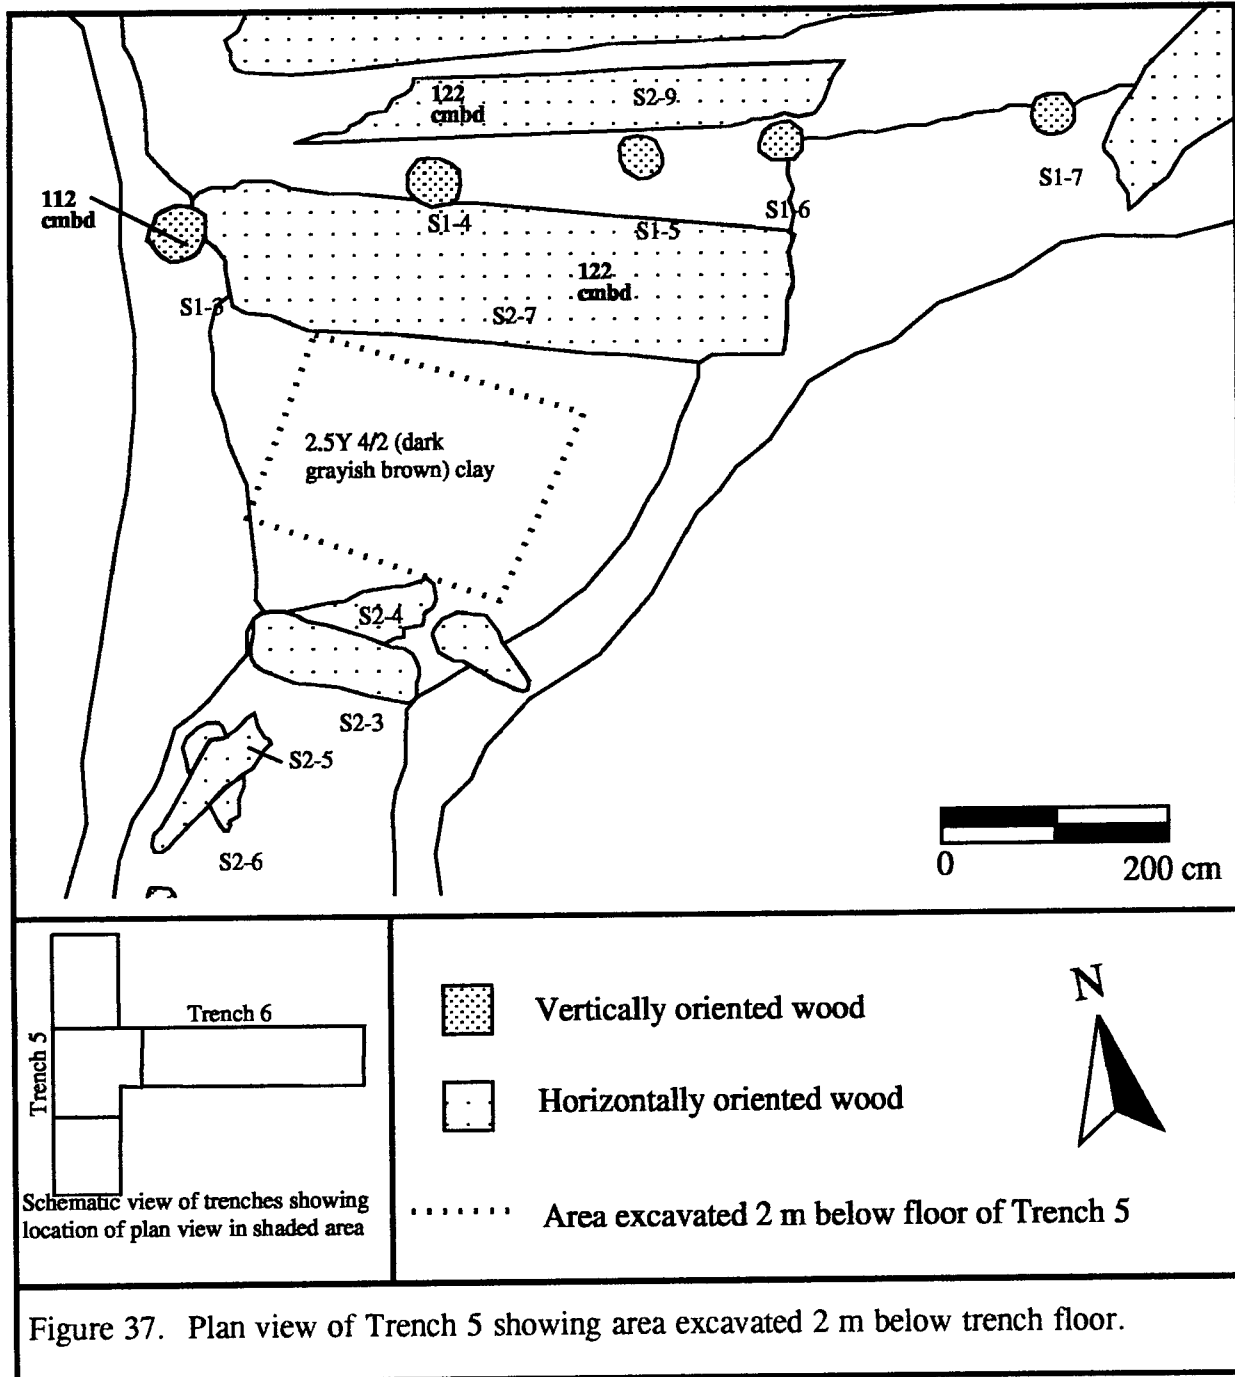 122
cmbd
S2-9
S1-7
112
cmbd
S1-4
S1-5
S1-6
122
cmbd
S1-3
S2-7
2.5Y 4/2 (dark
grayish brown) clay
S2-4
S2-3
S2-5
S2-6
0
200 cm
Trench 5
Trench 6
Schematic view of trenches showing
location of plan view in shaded area
Vertically oriented wood
Horizontally oriented wood
Area excavated 2 m below floor of Trench 5
N
Figure 37. Plan view of Trench 5 showing area excavated 2 m below trench floor.